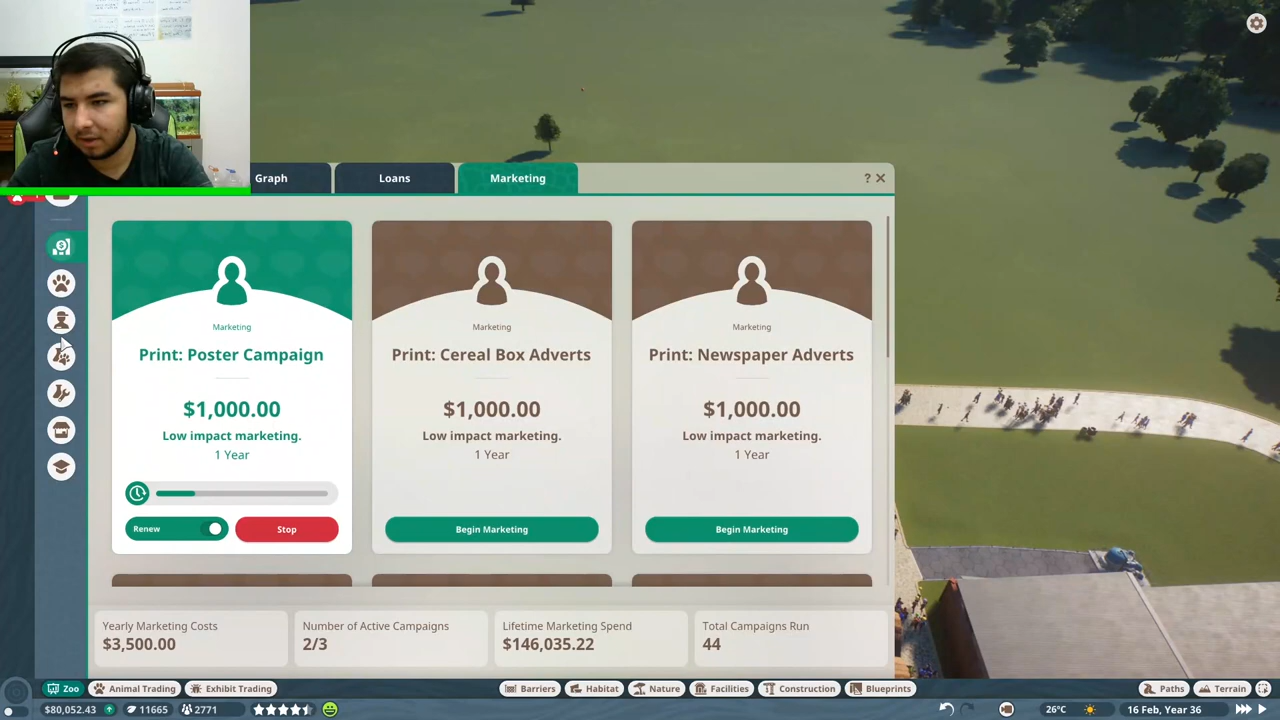 Graph
Loans
Marketing
?
Marketing
Print: Poster Campaign
$1,000.00
Low impact marketing.
1 Year
Renew
Stop
Marketing
Print: Cereal Box Adverts
$1,000.00
Low impact marketing.
1 Year
Begin Marketing
Marketing
Print: Newspaper Adverts
$1,000.00
Low impact marketing.
1 Year
Begin Marketing
Yearly Marketing Costs
$3,500.00
Number of Active Campaigns
2/3
Lifetime Marketing Spend
$146,035.22
Total Campaigns Run
44
Zoo
Animal Trading
Exhibit Trading
Barriers
Habitat
Nature
Facilities
Construction
Blueprints
Paths
Terrain
$80,052.43
11665
2771
26°C
16 Feb, Year 36